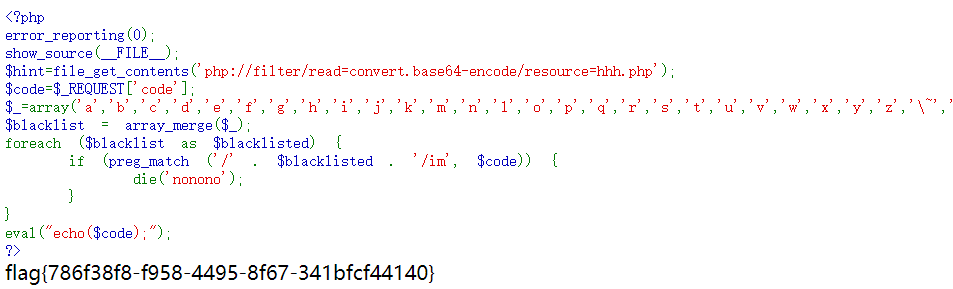 <?php
error_reporting(0);
show_source(__FILE__);
$hint=file_get_contents('php://filter/read=convert.base64-encode/resource=hhh.php');
$code=$_REQUEST['code'];
$_=array('a','b','c','d','e','f','g','h','i','j','k','m','n','l','o','p','q','r','s','t','u','v','w','x','y','z','\~','
$blacklist = array_merge($_);
foreach ($blacklist as $blacklisted) {
        if (preg_match ('/' . $blacklisted . '/im', $code)) {
                die('nonono');
        }
}
eval("echo($code);");
?>
flag{786f38f8-f958-4495-8f67-341bfcf44140}